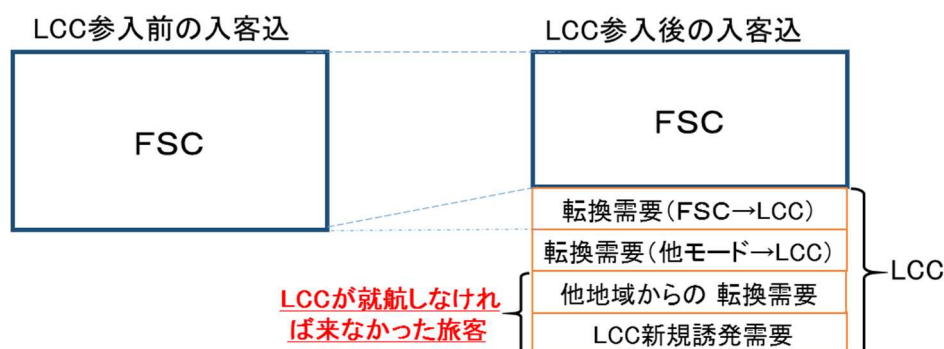 LCC参入前の入客込
LCC参入後の入客込
FSC
FSC
転換需要(FSC→LCC)
転換需要(他モード→LCC)
他地域からの 転換需要
LCC新規誘発需要
LCC
LCCが就航しなけれ
ば来なかった旅客